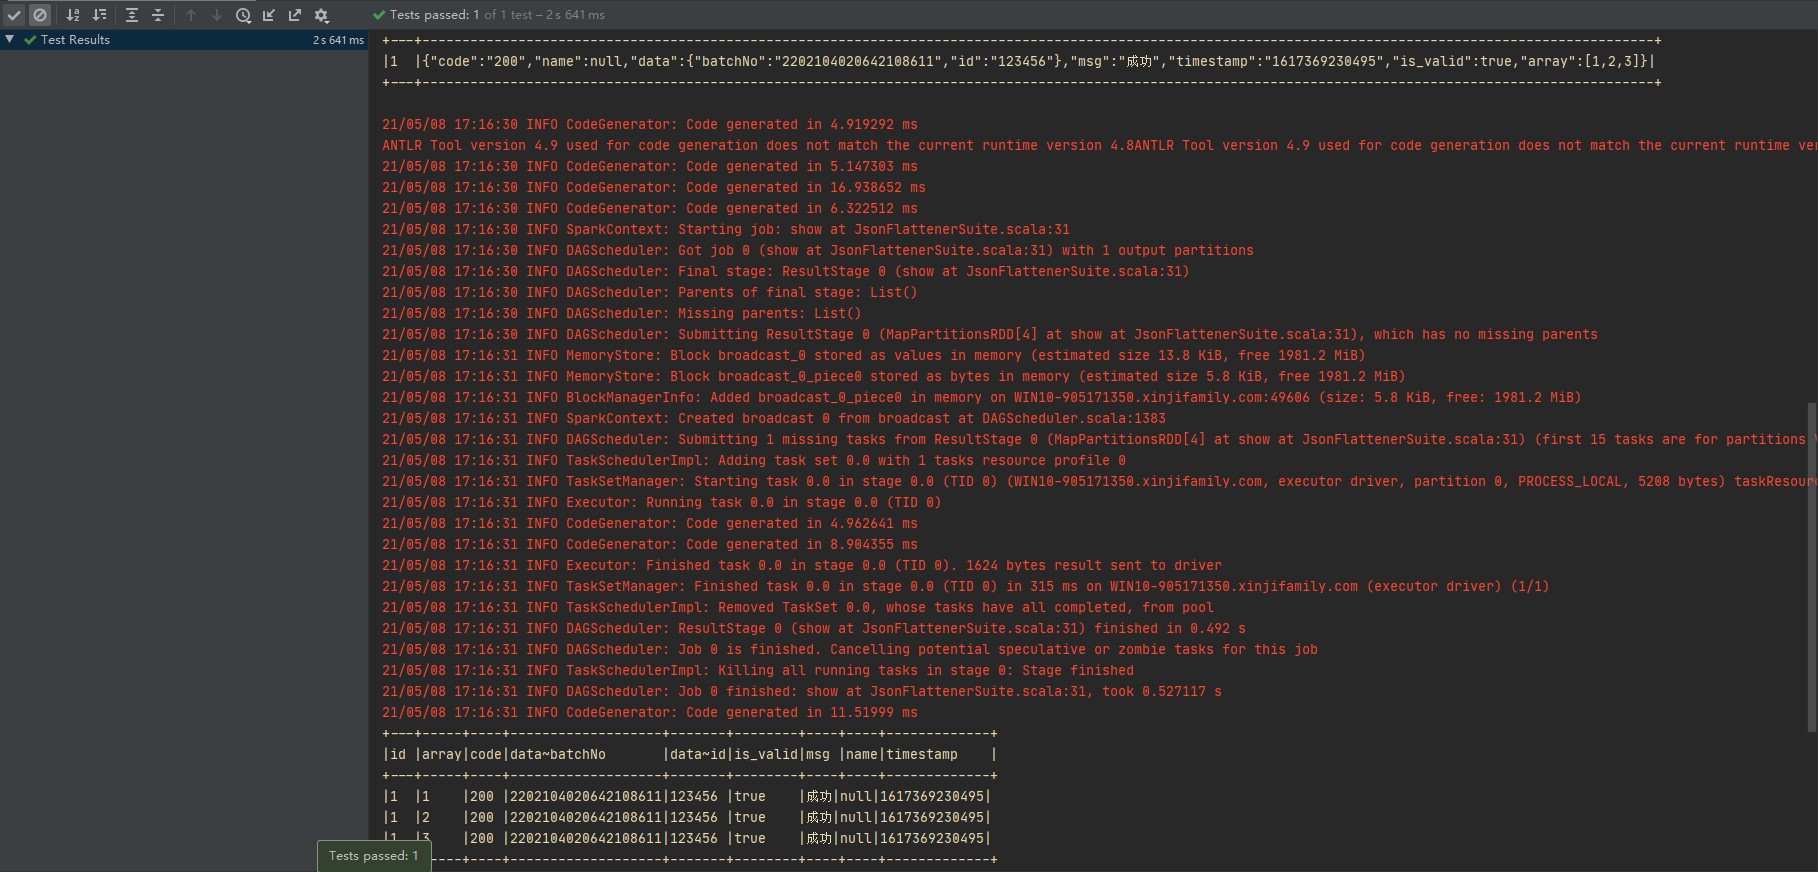 Tests passed: 1 of 1 test – 2 s 641 ms
Test Results 2 s 641 ms
+---+----------------------------------------------------------------------------------------------------------------------------------------------------------+
|1  |{"code":"200","name":null,"data":{"batchNo":"2202104020642108611","id":"123456"},"msg":"成功","timestamp":"1617369230495","is_valid":true,"array":[1,2,3]}|
+---+----------------------------------------------------------------------------------------------------------------------------------------------------------+
21/05/08 17:16:30 INFO CodeGenerator: Code generated in 4.919292 ms
ANTLR Tool version 4.9 used for code generation does not match the current runtime version 4.8ANTLR Tool version 4.9 used for code generation does not match the current runtime ver
21/05/08 17:16:30 INFO CodeGenerator: Code generated in 5.147303 ms
21/05/08 17:16:30 INFO CodeGenerator: Code generated in 16.938652 ms
21/05/08 17:16:30 INFO CodeGenerator: Code generated in 6.322512 ms
21/05/08 17:16:30 INFO SparkContext: Starting job: show at JsonFlattenerSuite.scala:31
21/05/08 17:16:30 INFO DAGScheduler: Got job 0 (show at JsonFlattenerSuite.scala:31) with 1 output partitions
21/05/08 17:16:30 INFO DAGScheduler: Final stage: ResultStage 0 (show at JsonFlattenerSuite.scala:31)
21/05/08 17:16:30 INFO DAGScheduler: Parents of final stage: List()
21/05/08 17:16:30 INFO DAGScheduler: Missing parents: List()
21/05/08 17:16:30 INFO DAGScheduler: Submitting ResultStage 0 (MapPartitionsRDD[4] at show at JsonFlattenerSuite.scala:31), which has no missing parents
21/05/08 17:16:31 INFO MemoryStore: Block broadcast_0 stored as values in memory (estimated size 13.8 KiB, free 1981.2 MiB)
21/05/08 17:16:31 INFO MemoryStore: Block broadcast_0_piece0 stored as bytes in memory (estimated size 5.8 KiB, free 1981.2 MiB)
21/05/08 17:16:31 INFO BlockManagerInfo: Added broadcast_0_piece0 in memory on WIN10-905171350.xinjifamily.com:49606 (size: 5.8 KiB, free: 1981.2 MiB)
21/05/08 17:16:31 INFO SparkContext: Created broadcast 0 from broadcast at DAGScheduler.scala:1383
21/05/08 17:16:31 INFO DAGScheduler: Submitting 1 missing tasks from ResultStage 0 (MapPartitionsRDD[4] at show at JsonFlattenerSuite.scala:31) (first 15 tasks are for partitions
21/05/08 17:16:31 INFO TaskSchedulerImpl: Adding task set 0.0 with 1 tasks resource profile 0
21/05/08 17:16:31 INFO TaskSetManager: Starting task 0.0 in stage 0.0 (TID 0) (WIN10-905171350.xinjifamily.com, executor driver, partition 0, PROCESS_LOCAL, 5208 bytes) taskResour
21/05/08 17:16:31 INFO Executor: Running task 0.0 in stage 0.0 (TID 0)
21/05/08 17:16:31 INFO CodeGenerator: Code generated in 4.962641 ms
21/05/08 17:16:31 INFO CodeGenerator: Code generated in 8.904355 ms
21/05/08 17:16:31 INFO Executor: Finished task 0.0 in stage 0.0 (TID 0). 1624 bytes result sent to driver
21/05/08 17:16:31 INFO TaskSetManager: Finished task 0.0 in stage 0.0 (TID 0) in 315 ms on WIN10-905171350.xinjifamily.com (executor driver) (1/1)
21/05/08 17:16:31 INFO TaskSchedulerImpl: Removed TaskSet 0.0, whose tasks have all completed, from pool
21/05/08 17:16:31 INFO DAGScheduler: ResultStage 0 (show at JsonFlattenerSuite.scala:31) finished in 0.492 s
21/05/08 17:16:31 INFO DAGScheduler: Job 0 is finished. Cancelling potential speculative or zombie tasks for this job
21/05/08 17:16:31 INFO TaskSchedulerImpl: Killing all running tasks in stage 0: Stage finished
21/05/08 17:16:31 INFO DAGScheduler: Job 0 finished: show at JsonFlattenerSuite.scala:31, took 0.527117 s
21/05/08 17:16:31 INFO CodeGenerator: Code generated in 11.51999 ms
+---+-----+----+-------------------+-------+--------+----+----+-------------+
|id |array|code|data~batchNo       |data~id|is_valid|msg |name|timestamp    |
+---+-----+----+-------------------+-------+--------+----+----+-------------+
|1  |1    |200 |2202104020642108611|123456 |true    |成功|null|1617369230495|
|1  |2    |200 |2202104020642108611|123456 |true    |成功|null|1617369230495|
|1  |3    |200 |2202104020642108611|123456 |true    |成功|null|1617369230495|
-----+----+-------------------+-------+--------+----+----+-------------+
Tests passed: 1